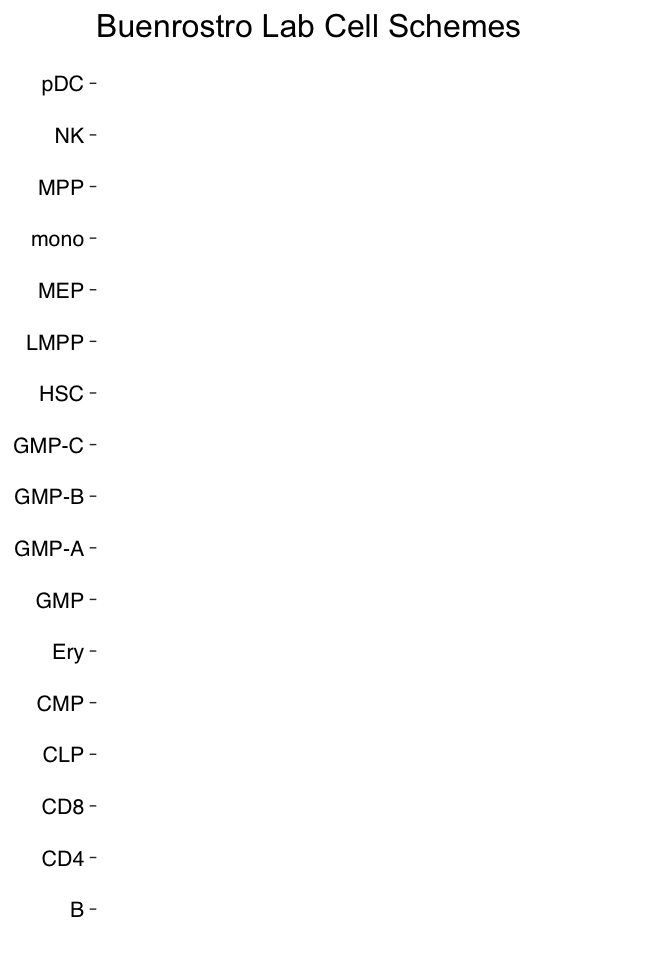 Buenrostro Lab Cell Schemes
pDC
NK
MPP
mono
MEP
LMPP
HSC
GMP-C
GMP-B
GMP-A
GMP
Ery
CMP
CLP
CD8
CD4
B